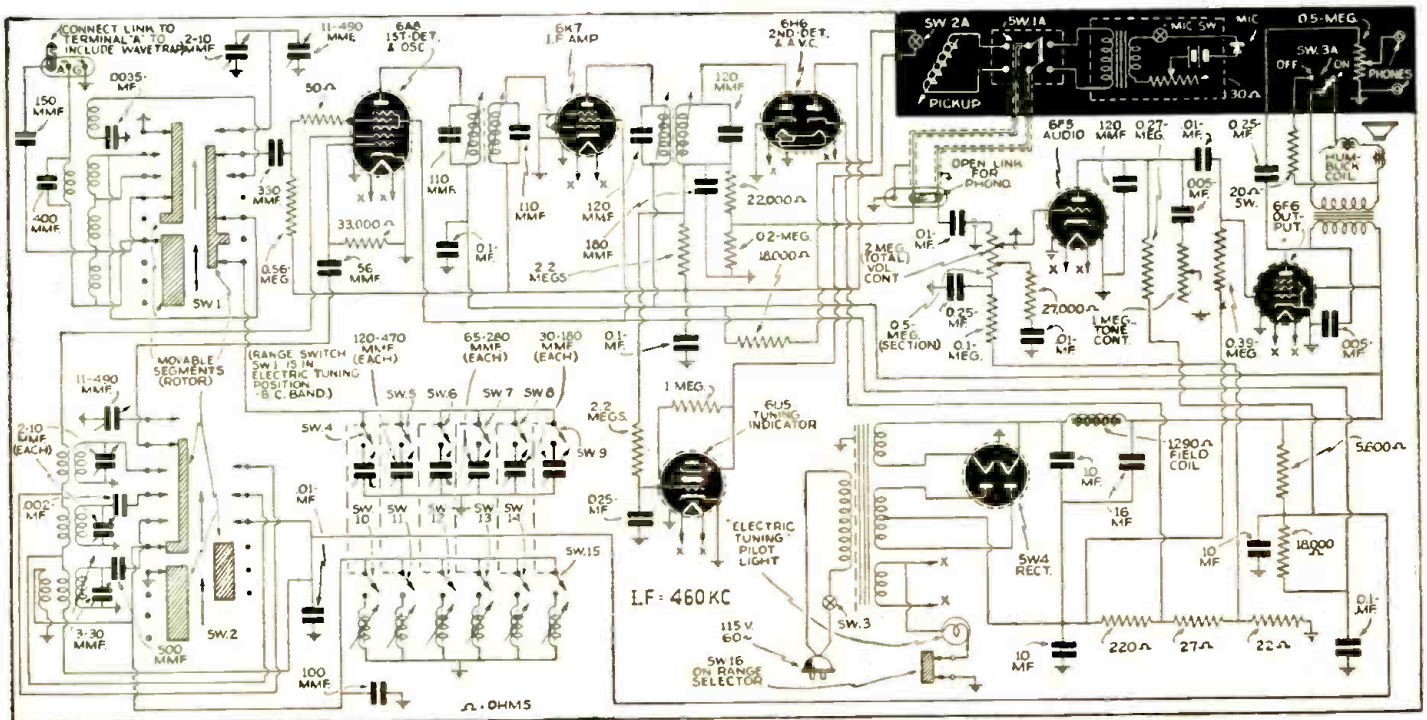 (CONNECT LINK TO
TERMINAL "A" TO
INCLUDE WAVETRAP)
A G
2-10
MMF
11-490
MMF.
6A8
1ST-DET.
& OSC
6K7
I.F. AMP
6H6
2ND-DET.
& A.V.C.
SW.2A
SW.1A
PICKUP
MIC SW.
MIC
30Ω
0.5-MEG.
SW.3A
OFF
ON
PHONES
150
MMF
.0035-
MF.
400
MMF.
330
MMF
SW.1
50Ω
0.56-
MEG.
33,000Ω
56
MMF
110
MMF.
110
MMF.
0.1-
MF.
120
MMF.
120
MMF
180
MMF
2.2
MEGS
22,000Ω
0.2-MEG.
18,000Ω
OPEN LINK
FOR
PHONO.
6F5
AUDIO
120
MMF
0.27-
MEG.
.01-
MF.
.005-
MF.
0.25-
MF.
20Ω
5W.
HUM-
BUCK
COIL
6F6
OUT-
PUT
.01-
MF.
2 MEG.
(TOTAL)
VOL
CONT
0.25-
MF.
0.5-
MEG.
(SECTION)
0.1-
MEG.
27,000Ω
.01-
MF
1 MEG.
TONE
CONT.
0.39-
MEG.
.005-
MF.
MOVABLE
SEGMENTS
(ROTOR)
(RANGE SWITCH
SW.1 IS IN
ELECTRIC TUNING
POSITION
-B.C. BAND.)
120-470
MMF
(EACH)
65-280
MMF
(EACH)
30-180
MMF
(EACH)
0.1-
MF.
11-490
MMF.
2-10
MMF
(EACH)
.002-
MF
3-30
MMF.
500
MMF
SW.2
.01-
MF.
100
MMF.
SW.4
SW.5
SW.6
SW.7
SW.8
SW.9
SW
10
SW
11
SW
12
SW
13
SW
14
SW.15
Ω=OHMS
2.2
MEGS.
.025-
MF
1 MEG.
6U5
TUNING
INDICATOR
X X
I.F.= 460 KC
"ELECTRIC
TUNING"
PILOT
LIGHT
115 V.
60~
SW.3
SW.16
ON RANGE
SELECTOR
X
X
5W4
RECT.
10
MF.
1290Ω
FIELD
COIL
16
MF
10
MF
220Ω
27Ω
22Ω
5,600Ω
10
MF
18,000
Ω
0.1-
MF.